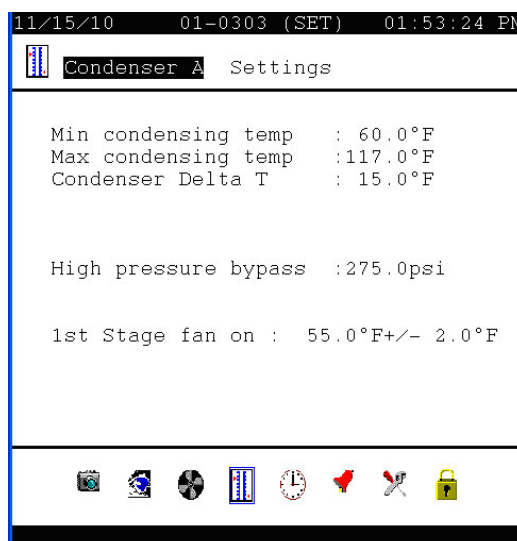 11/15/10 01-0303 (SET) 01:53:24 PM
Condenser A Settings
Min condensing temp : 60.0°F
Max condensing temp :117.0°F
Condenser Delta T : 15.0°F
High pressure bypass :275.0psi
1st Stage fan on : 55.0°F+/- 2.0°F